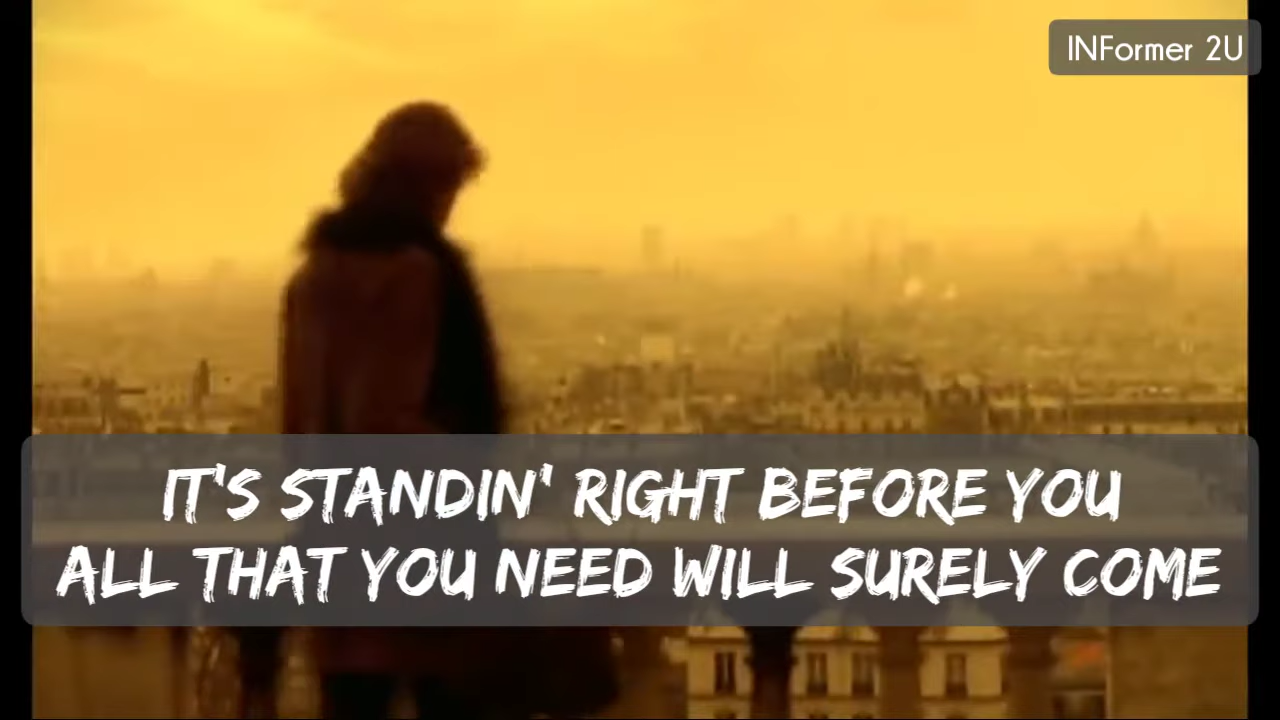 INFormer 2U
IT'S STANDIN' RIGHT BEFORE YOU
ALL THAT YOU NEED WILL SURELY COME